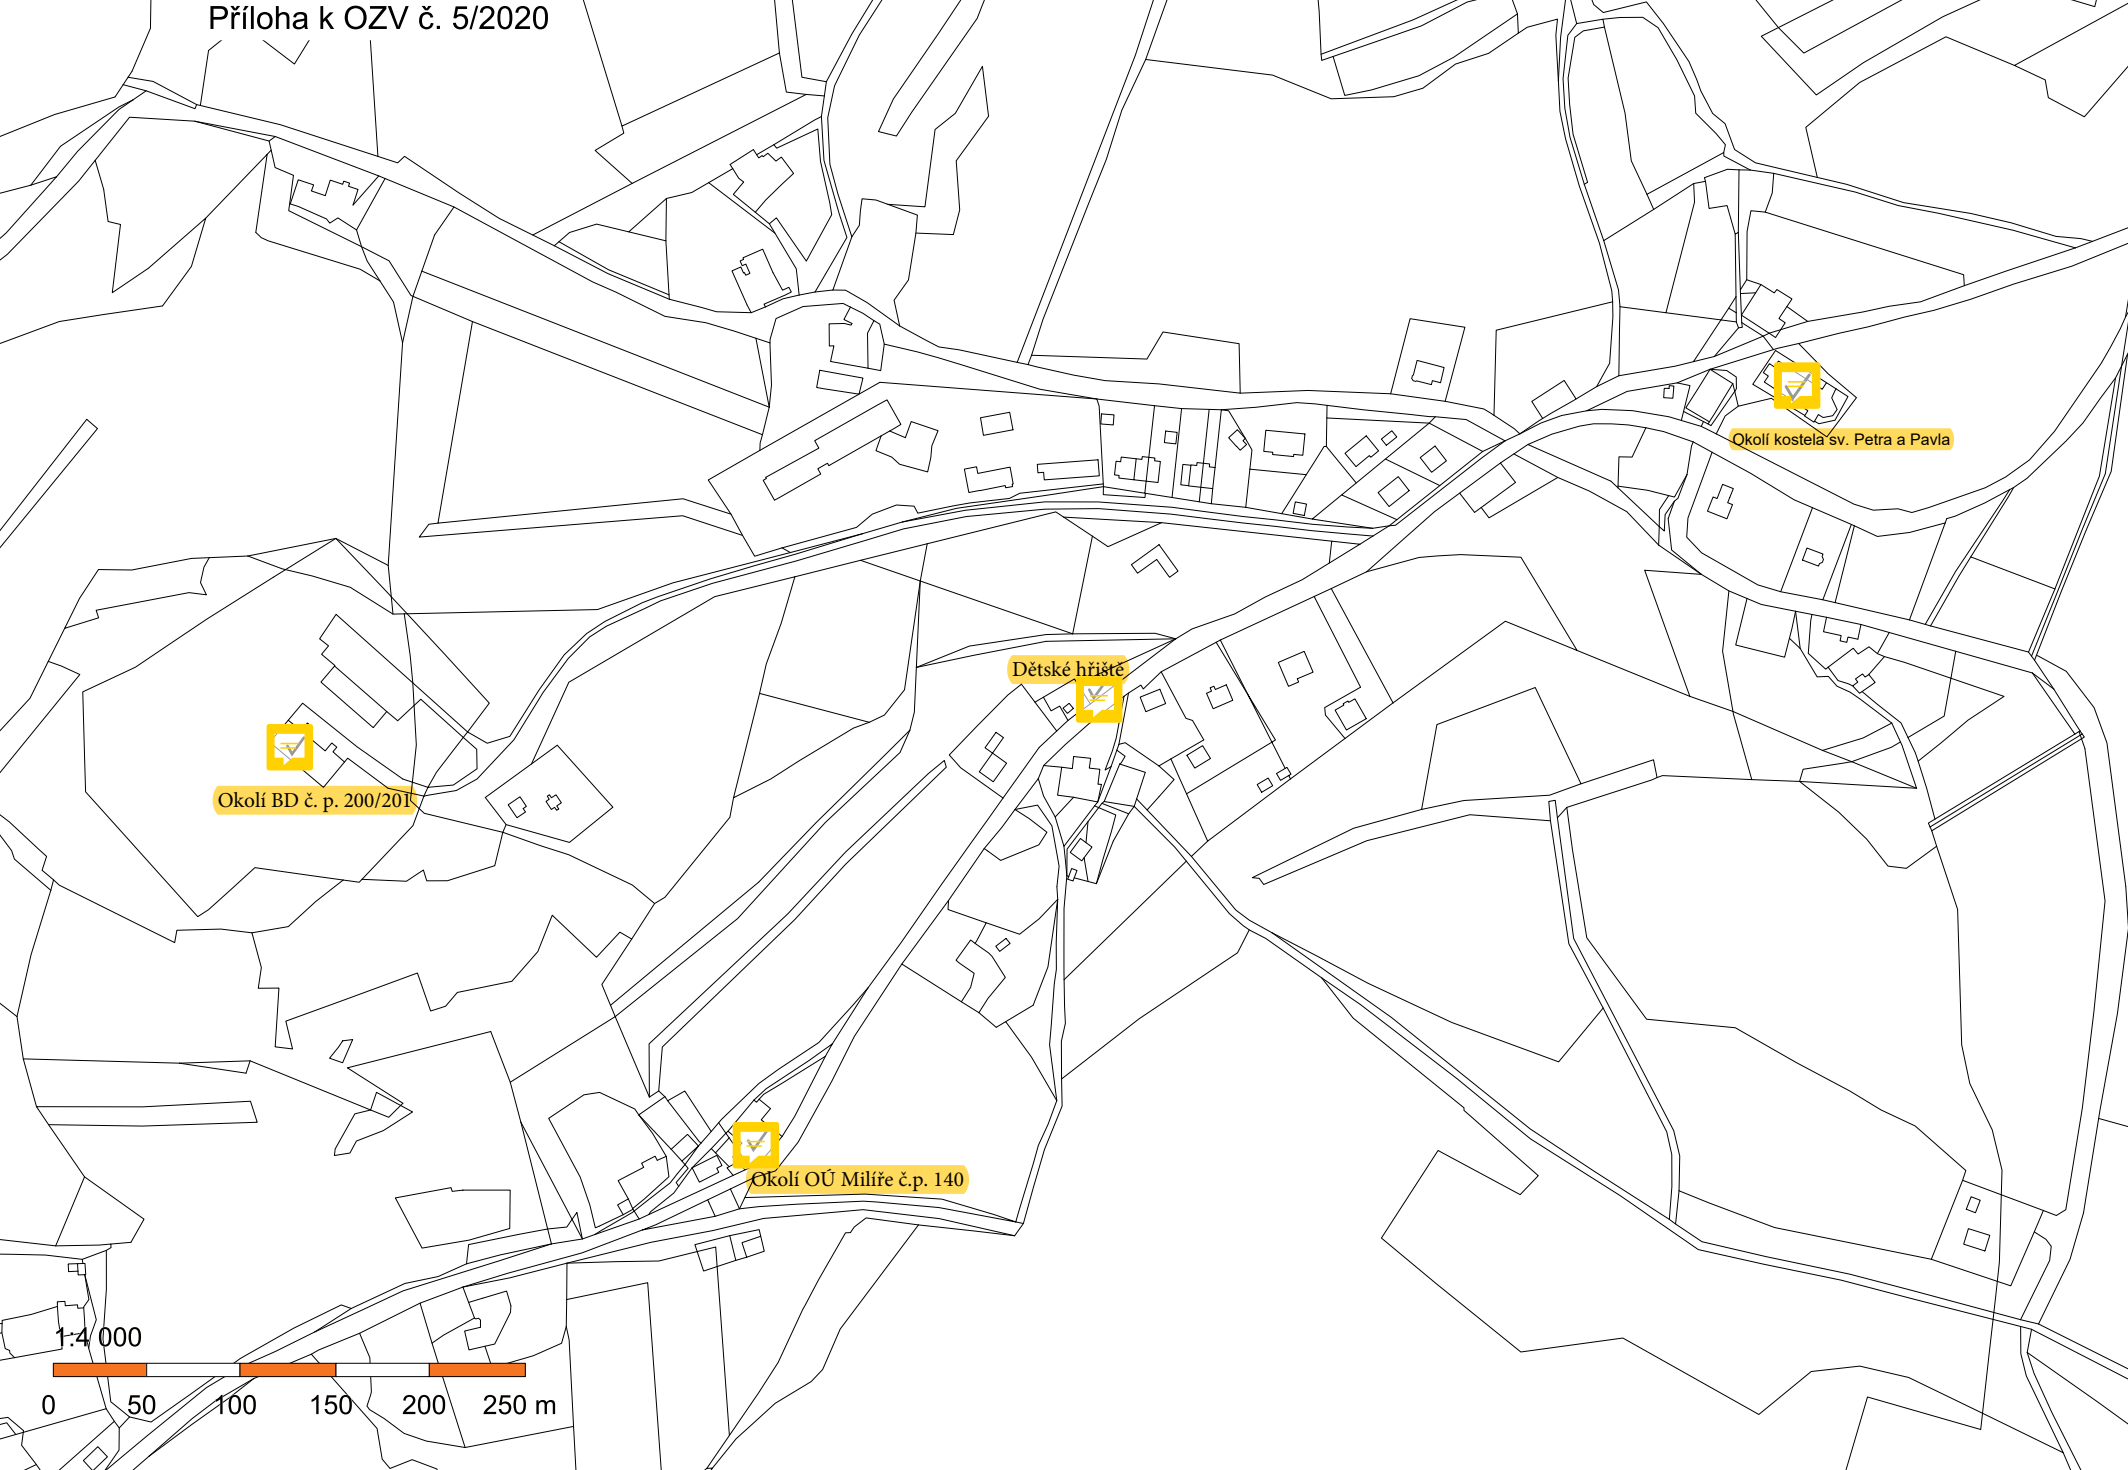 Příloha k OZV č. 5/2020
Okolí kostela sv. Petra a Pavla
Dětské hřiště
Okolí BD č. p. 200/201
Okolí OÚ Milíře č.p. 140
1:4 000
0 50 100 150 200 250 m